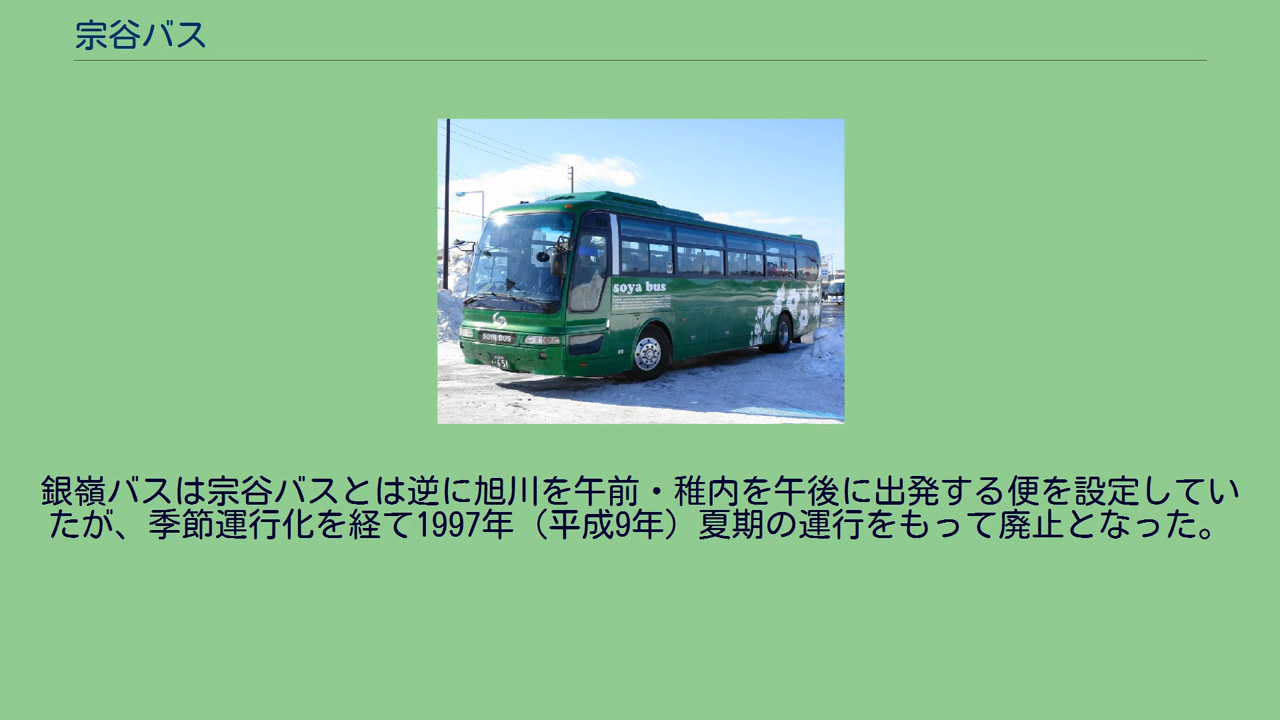 宗谷バス
soya bus
SOYA BUS
651
銀嶺バスは宗谷バスとは逆に旭川を午前・稚内を午後に出発する便を設定してい
たが、季節運行化を経て1997年（平成9年）夏期の運行をもって廃止となった。